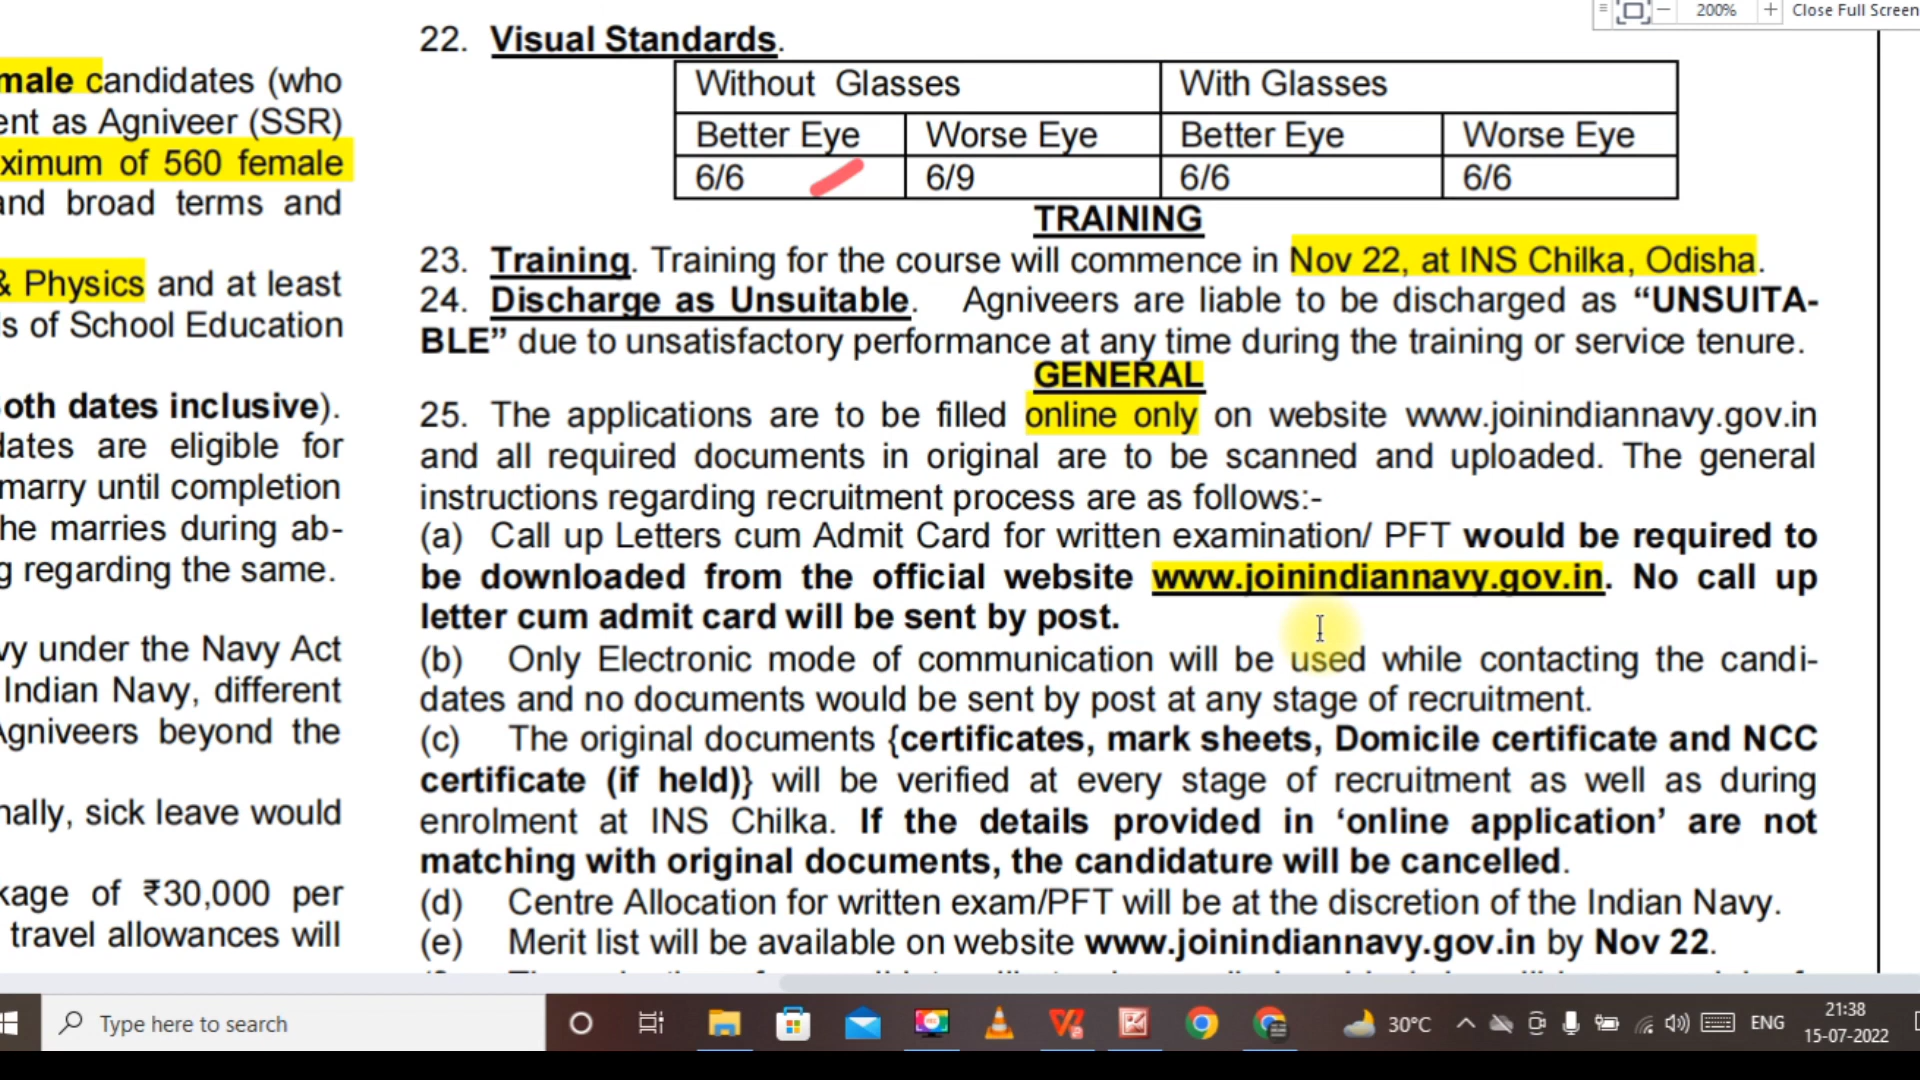 200%
Close Full Screen
male candidates (who
ent as Agniveer (SSR)
ximum of 560 female
and broad terms and
& Physics and at least
ls of School Education
oth dates inclusive).
dates are eligible for
marry until completion
he marries during ab-
g regarding the same.
vy under the Navy Act
Indian Navy, different
Agniveers beyond the
nally, sick leave would
kage of ₹30,000 per
travel allowances will
22. Visual Standards.
Without Glasses With Glasses
Better Eye Worse Eye Better Eye Worse Eye
6/6 6/9 6/6 6/6
TRAINING
23. Training. Training for the course will commence in Nov 22, at INS Chilka, Odisha.
24. Discharge as Unsuitable. Agniveers are liable to be discharged as “UNSUITA-
BLE” due to unsatisfactory performance at any time during the training or service tenure.
GENERAL
25. The applications are to be filled online only on website www.joinindiannavy.gov.in
and all required documents in original are to be scanned and uploaded. The general
instructions regarding recruitment process are as follows:-
(a) Call up Letters cum Admit Card for written examination/ PFT would be required to
be downloaded from the official website www.joinindiannavy.gov.in. No call up
letter cum admit card will be sent by post.
(b) Only Electronic mode of communication will be used while contacting the candi-
dates and no documents would be sent by post at any stage of recruitment.
(c) The original documents {certificates, mark sheets, Domicile certificate and NCC
certificate (if held)} will be verified at every stage of recruitment as well as during
enrolment at INS Chilka. If the details provided in ‘online application’ are not
matching with original documents, the candidature will be cancelled.
(d) Centre Allocation for written exam/PFT will be at the discretion of the Indian Navy.
(e) Merit list will be available on website www.joinindiannavy.gov.in by Nov 22.
Type here to search
30°C
ENG
21:38
15-07-2022